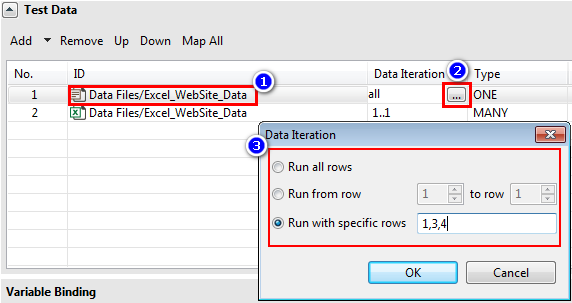 Test Data
Add Remove Up Down Map All
No. ID Data Iteration Type
1 Data Files/Excel_WebSite_Data all ... ONE
2 Data Files/Excel_WebSite_Data 1..1 MANY
1
2
3
Data Iteration
Run all rows
Run from row 1 to row 1
Run with specific rows 1,3,4
OK Cancel
Variable Binding